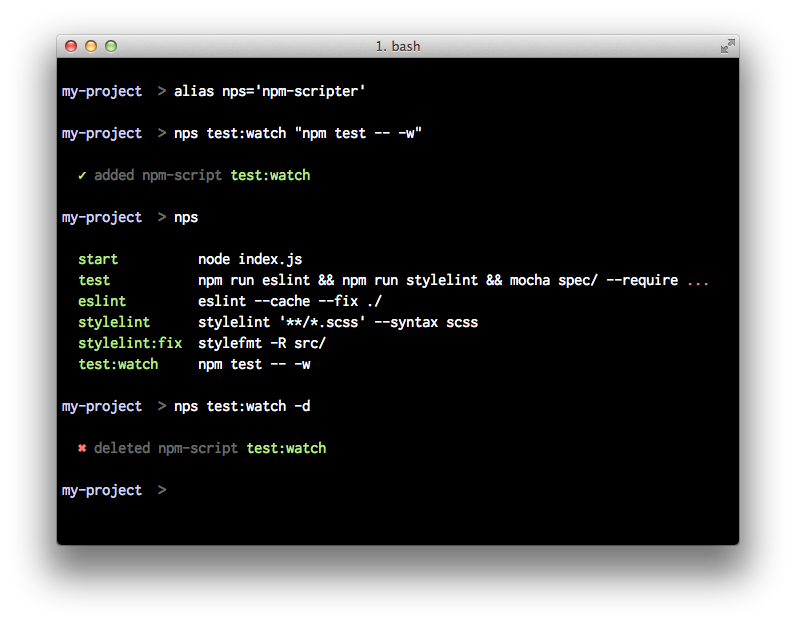 1. bash
my-project > alias nps='npm-scripter'
my-project > nps test:watch "npm test -- -w"
✓ added npm-script test:watch
my-project > nps
start node index.js
test npm run eslint && npm run stylelint && mocha spec/ --require ...
eslint eslint --cache --fix ./
stylelint stylelint '**/*.scss' --syntax scss
stylelint:fix stylefmt -R src/
test:watch npm test -- -w
my-project > nps test:watch -d
✖ deleted npm-script test:watch
my-project >